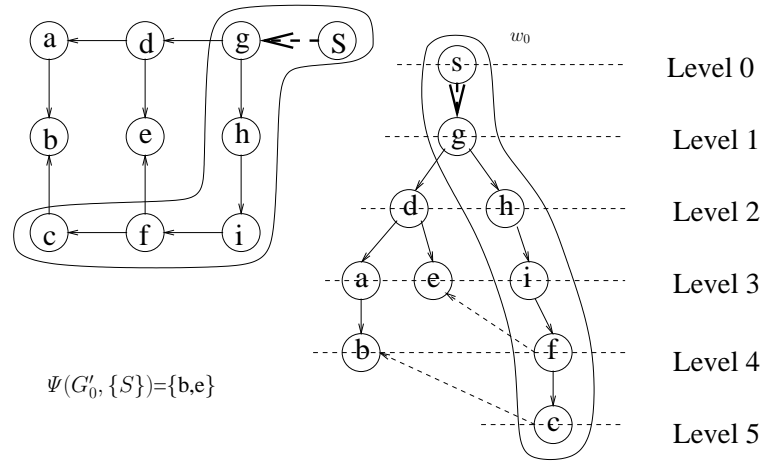 a d g S
b e h
c f i
Ψ(G′₀, {S})={b,e}
w₀
s Level 0
g Level 1
d h Level 2
a e i Level 3
b f Level 4
c Level 5